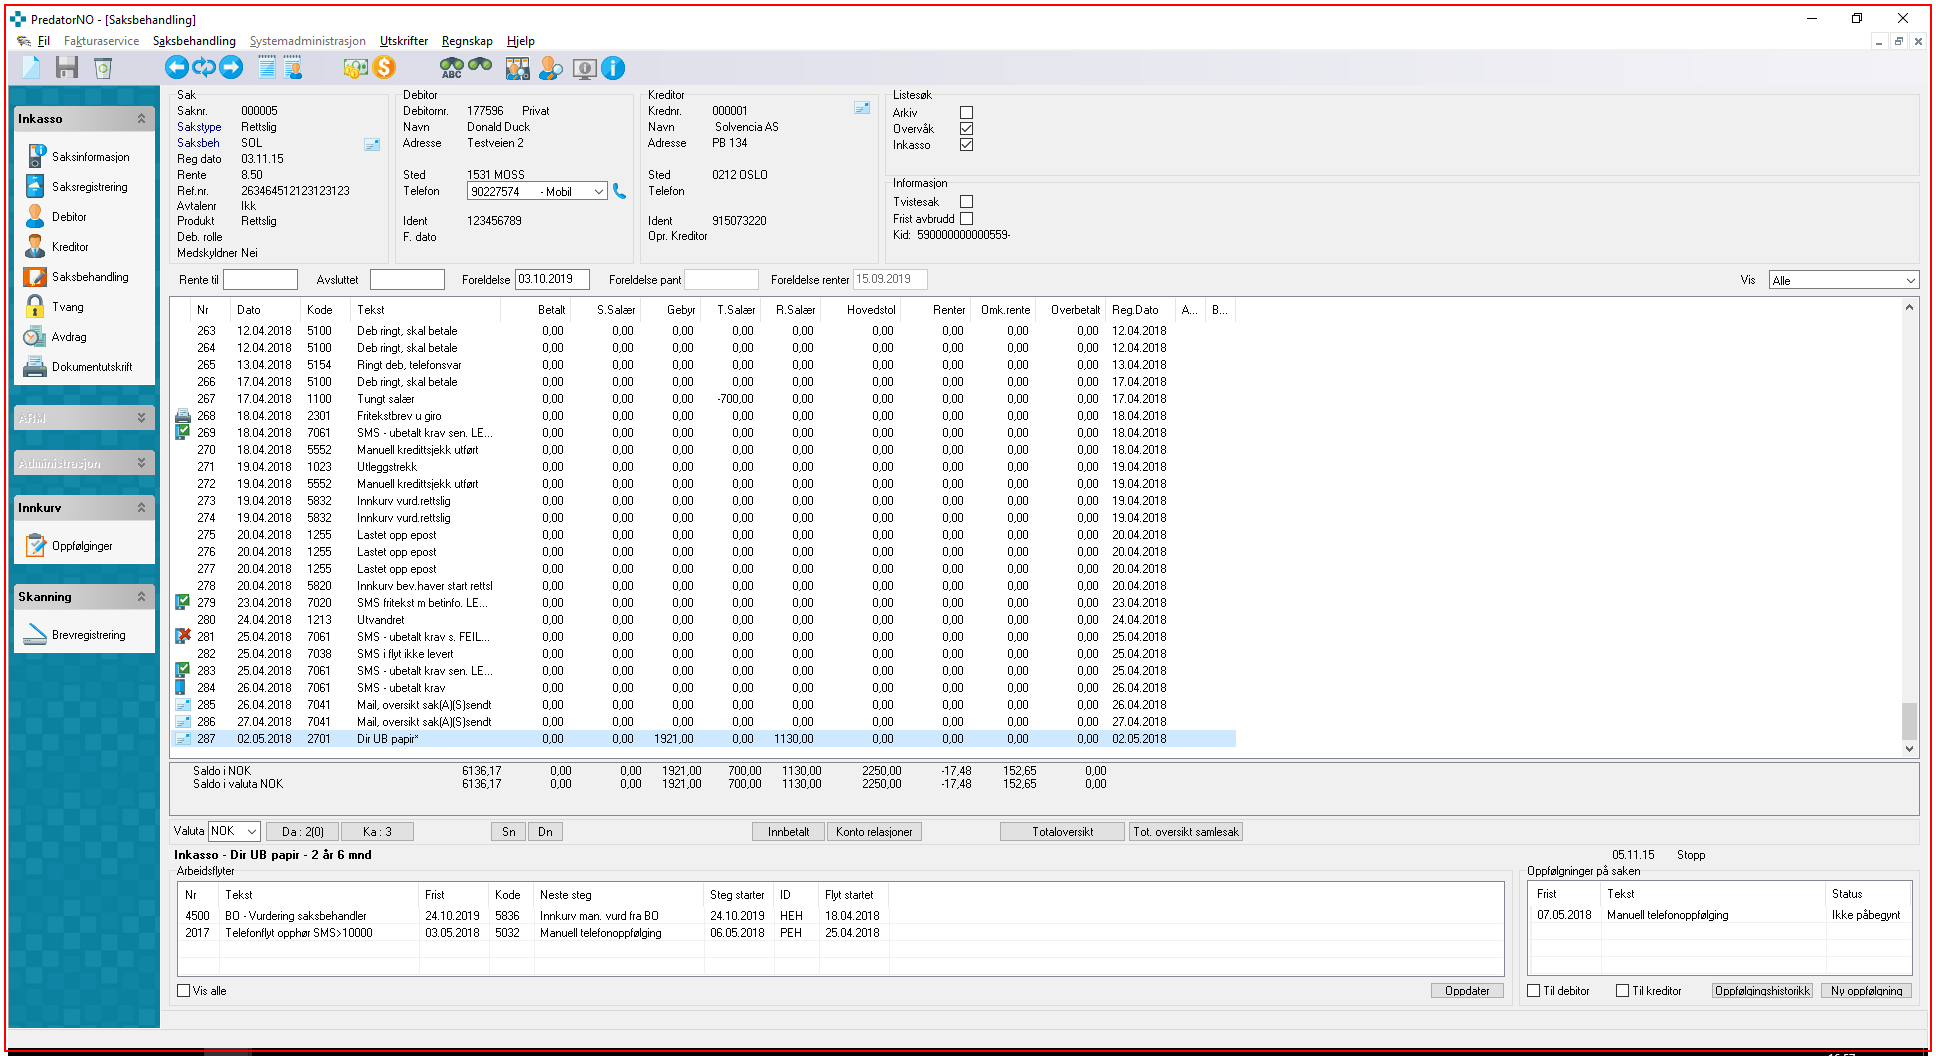 PredatorNO - [Saksbehandling]
Fil Fakturaservice Saksbehandling Systemadministrasjon Utskrifter Regnskap Hjelp
ABC
Inkasso
Saksinformasjon
Saksregistrering
Debitor
Kreditor
Saksbehandling
Tvang
Avdrag
Dokumentutskrift
ARM
Administrasjon
Innkurv
Oppfølginger
Skanning
Brevregistrering
Sak
Saknr. 000005
Sakstype Rettslig
Saksbeh SOL
Reg dato 03.11.15
Rente 8.50
Ref.nr. 263464512123123123
Avtalenr Ikk
Produkt Rettslig
Deb. rolle
Medskyldner Nei
Debitor
Debitornr. 177596 Privat
Navn Donald Duck
Adresse Testveien 2
Sted 1531 MOSS
Telefon 90227574 - Mobil
Ident 123456789
F. dato
Kreditor
Krednr. 000001
Navn Solvencia AS
Adresse PB 134
Sted 0212 OSLO
Telefon
Ident 915073220
Opr. Kreditor
Listesøk
Arkiv
Overvåk
Inkasso
Informasjon
Tvistesak
Frist avbrudd
Kid: 590000000000559-
Rente til Avsluttet Foreldelse 03.10.2019 Foreldelse pant Foreldelse renter 15.09.2019 Vis Alle
Nr Dato Kode Tekst Betalt S.Salær Gebyr T.Salær R.Salær Hovedstol Renter Omk.rente Overbetalt Reg.Dato A... B...
263 12.04.2018 5100 Deb ringt, skal betale 0,00 0,00 0,00 0,00 0,00 0,00 0,00 0,00 0,00 12.04.2018
264 12.04.2018 5100 Deb ringt, skal betale 0,00 0,00 0,00 0,00 0,00 0,00 0,00 0,00 0,00 12.04.2018
265 13.04.2018 5154 Ringt deb, telefonsvar 0,00 0,00 0,00 0,00 0,00 0,00 0,00 0,00 0,00 13.04.2018
266 17.04.2018 5100 Deb ringt, skal betale 0,00 0,00 0,00 0,00 0,00 0,00 0,00 0,00 0,00 17.04.2018
267 17.04.2018 1100 Tungt salær 0,00 0,00 0,00 -700,00 0,00 0,00 0,00 0,00 0,00 17.04.2018
268 18.04.2018 2301 Fritekstbrev u giro 0,00 0,00 0,00 0,00 0,00 0,00 0,00 0,00 0,00 18.04.2018
269 18.04.2018 7061 SMS - ubetalt krav sen. LE... 0,00 0,00 0,00 0,00 0,00 0,00 0,00 0,00 0,00 18.04.2018
270 18.04.2018 5552 Manuell kredittsjekk utført 0,00 0,00 0,00 0,00 0,00 0,00 0,00 0,00 0,00 18.04.2018
271 19.04.2018 1023 Utleggstrekk 0,00 0,00 0,00 0,00 0,00 0,00 0,00 0,00 0,00 19.04.2018
272 19.04.2018 5552 Manuell kredittsjekk utført 0,00 0,00 0,00 0,00 0,00 0,00 0,00 0,00 0,00 19.04.2018
273 19.04.2018 5832 Innkurv vurd.rettslig 0,00 0,00 0,00 0,00 0,00 0,00 0,00 0,00 0,00 19.04.2018
274 19.04.2018 5832 Innkurv vurd.rettslig 0,00 0,00 0,00 0,00 0,00 0,00 0,00 0,00 0,00 19.04.2018
275 20.04.2018 1255 Lastet opp epost 0,00 0,00 0,00 0,00 0,00 0,00 0,00 0,00 0,00 20.04.2018
276 20.04.2018 1255 Lastet opp epost 0,00 0,00 0,00 0,00 0,00 0,00 0,00 0,00 0,00 20.04.2018
277 20.04.2018 1255 Lastet opp epost 0,00 0,00 0,00 0,00 0,00 0,00 0,00 0,00 0,00 20.04.2018
278 20.04.2018 5820 Innkurv bev.haver start rettsl 0,00 0,00 0,00 0,00 0,00 0,00 0,00 0,00 0,00 20.04.2018
279 23.04.2018 7020 SMS fritekst m betinfo. LE... 0,00 0,00 0,00 0,00 0,00 0,00 0,00 0,00 0,00 23.04.2018
280 24.04.2018 1213 Utvandret 0,00 0,00 0,00 0,00 0,00 0,00 0,00 0,00 0,00 24.04.2018
281 25.04.2018 7061 SMS - ubetalt krav s. FEIL... 0,00 0,00 0,00 0,00 0,00 0,00 0,00 0,00 0,00 25.04.2018
282 25.04.2018 7038 SMS i flyt ikke levert 0,00 0,00 0,00 0,00 0,00 0,00 0,00 0,00 0,00 25.04.2018
283 25.04.2018 7061 SMS - ubetalt krav sen. LE... 0,00 0,00 0,00 0,00 0,00 0,00 0,00 0,00 0,00 25.04.2018
284 26.04.2018 7061 SMS - ubetalt krav 0,00 0,00 0,00 0,00 0,00 0,00 0,00 0,00 0,00 26.04.2018
285 26.04.2018 7041 Mail, oversikt sak(A)(S)sendt 0,00 0,00 0,00 0,00 0,00 0,00 0,00 0,00 0,00 26.04.2018
286 27.04.2018 7041 Mail, oversikt sak(A)(S)sendt 0,00 0,00 0,00 0,00 0,00 0,00 0,00 0,00 0,00 27.04.2018
287 02.05.2018 2701 Dir UB papir* 0,00 0,00 1921,00 0,00 1130,00 0,00 0,00 0,00 0,00 02.05.2018
Saldo i NOK 6136,17 0,00 0,00 1921,00 700,00 1130,00 2250,00 -17,48 152,65 0,00
Saldo i valuta NOK 6136,17 0,00 0,00 1921,00 700,00 1130,00 2250,00 -17,48 152,65 0,00
Valuta NOK Da : 2(0) Ka : 3 Sn Dn Innbetalt Konto relasjoner Totaloversikt Tot. oversikt samlesak
Inkasso - Dir UB papir - 2 år 6 mnd 05.11.15 Stopp
Arbeidsflyter
Nr Tekst Frist Kode Neste steg Steg starter ID Flyt startet
4500 BO - Vurdering saksbehandler 24.10.2019 5836 Innkurv man. vurd fra BO 24.10.2019 HEH 18.04.2018
2017 Telefonflyt opphør SMS>10000 03.05.2018 5032 Manuell telefonoppfølging 06.05.2018 PEH 25.04.2018
Vis alle Oppdater
Oppfølgninger på saken
Frist Tekst Status
07.05.2018 Manuell telefonoppfølging Ikke påbegynt
Til debitor Til kreditor Oppfølgingshistorikk Ny oppfølgning